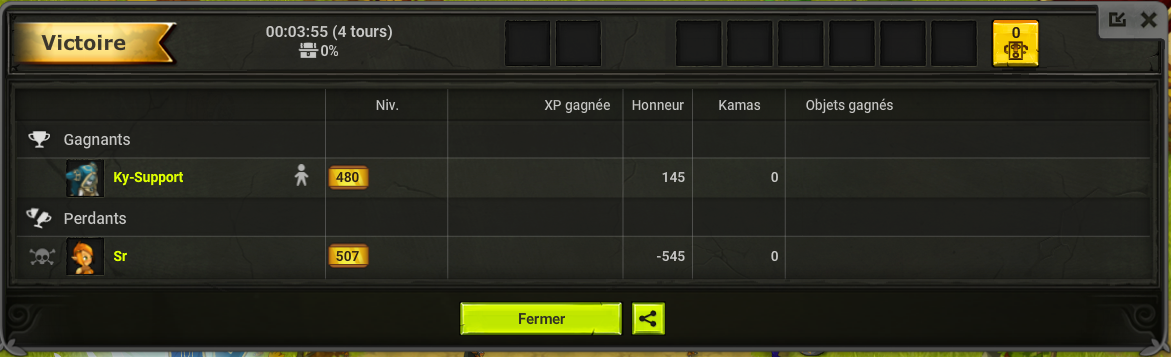 Victoire
00:03:55 (4 tours)
0%
0
Niv. XP gagnée Honneur Kamas Objets gagnés
Gagnants
Ky-Support 480 145 0
Perdants
Sr 507 -545 0
Fermer